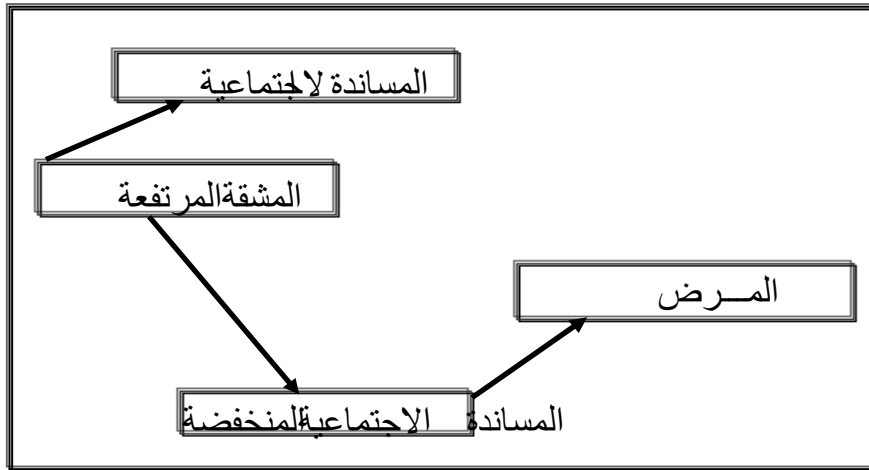 المساندة الاجتماعية
المشقة المرتفعة
المـــرض
المساندة الاجتماعية المنخفضة